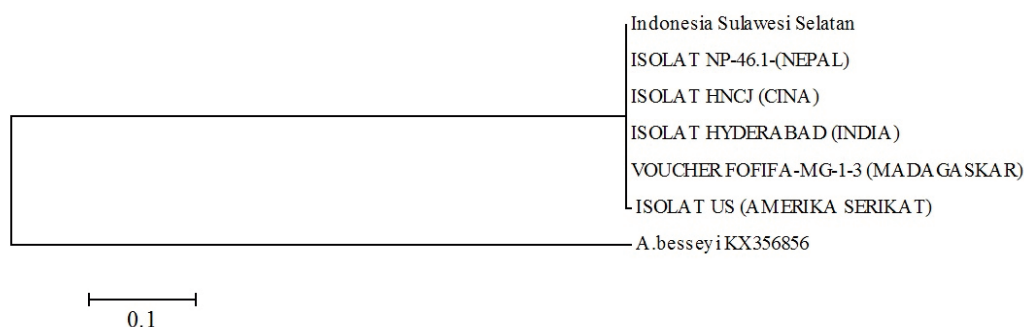 Indonesia Sulawesi Selatan
ISOLAT NP-46.1-(NEPAL)
ISOLAT HNCJ (CINA)
ISOLAT HYDERABAD (INDIA)
VOUCHER FOFIFA-MG-1-3 (MADAGASKAR)
ISOLAT US (AMERIKA SERIKAT)
A.besseyi KX356856
0.1